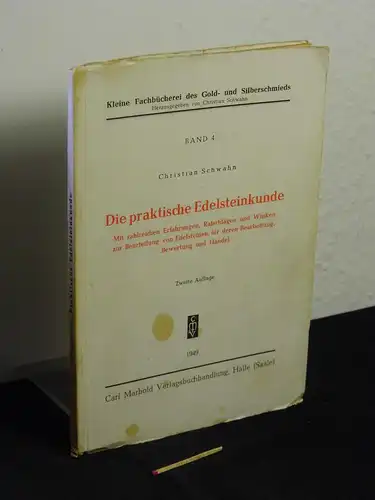 Kleine Fachbücherei des Gold- und Silberschmieds
Herausgegeben von Christian Schwahn
BAND 4
Christian Schwahn
Die praktische Edelsteinkunde
Mit zahlreichen Erfahrungen, Ratschlägen und Winken
zur Beurteilung von Edelsteinen, für deren Bearbeitung,
Bewertung und Handel
Zweite Auflage
CMV
1949
Carl Marhold Verlagsbuchhandlung, Halle (Saale)